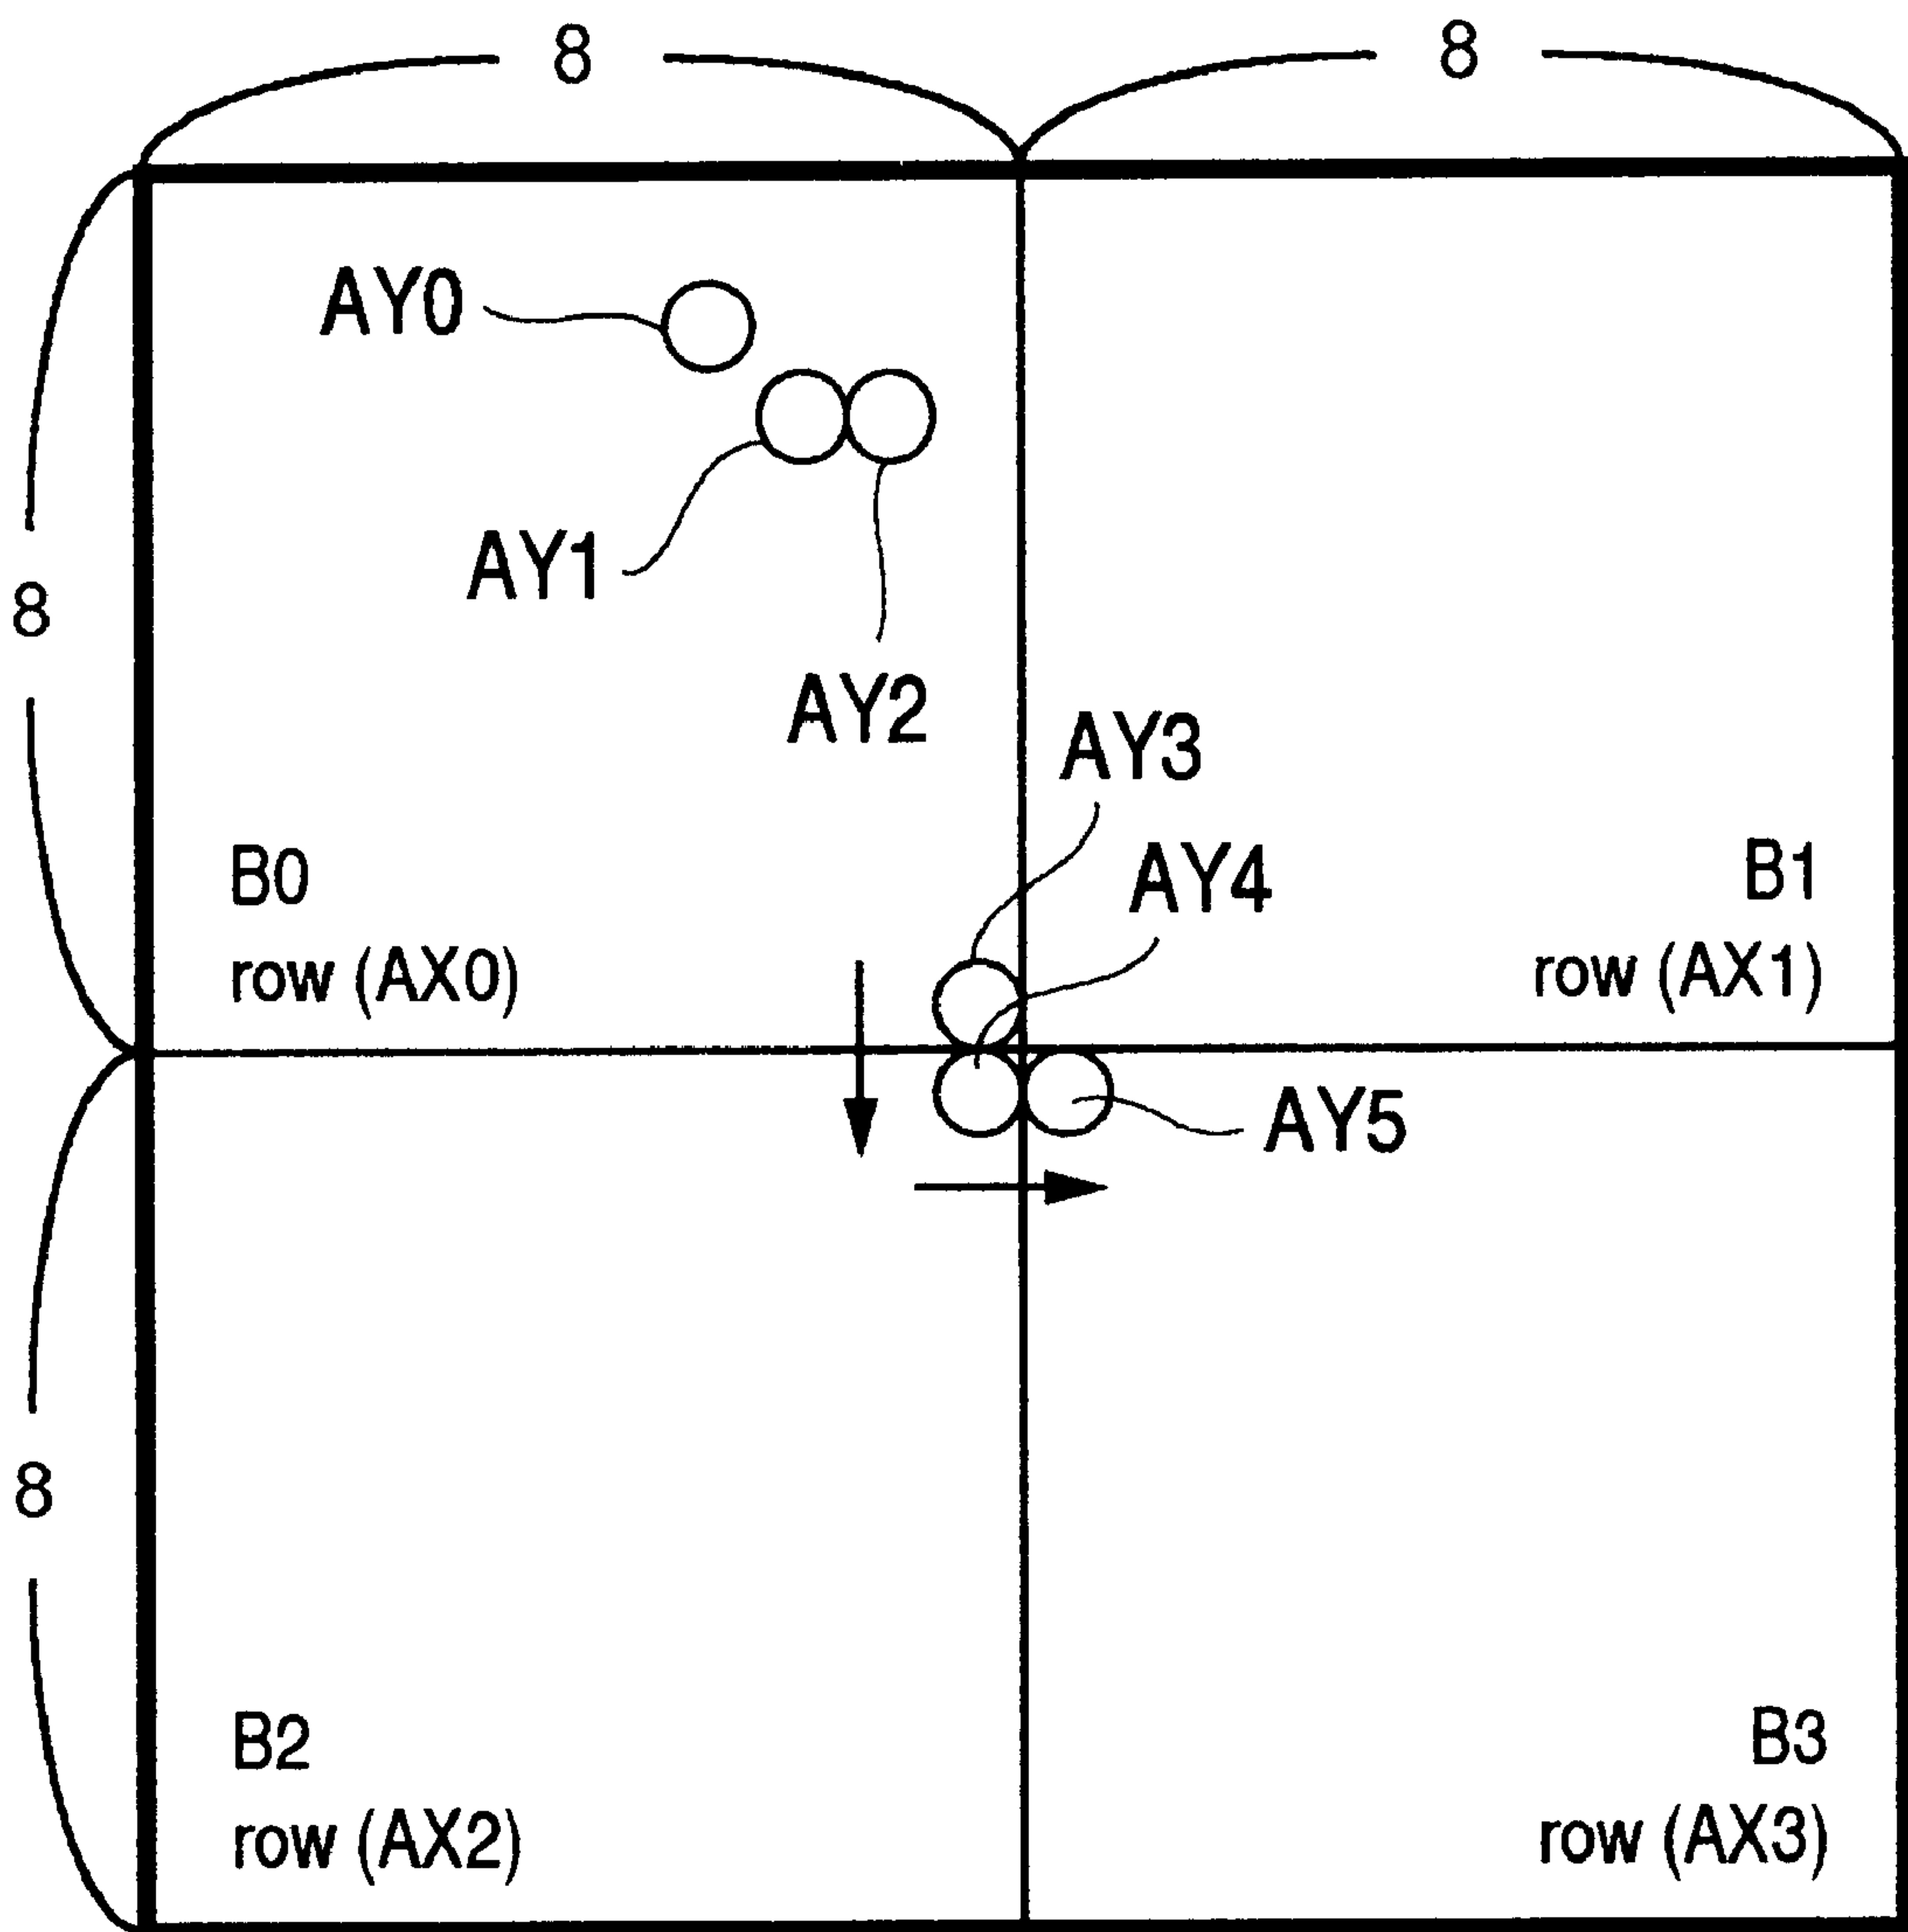 8
8
AY0
AY1
8
AY2
AY3
AY4
B0
row (AX0)
B1
row (AX1)
AY5
8
B2
row (AX2)
B3
row (AX3)